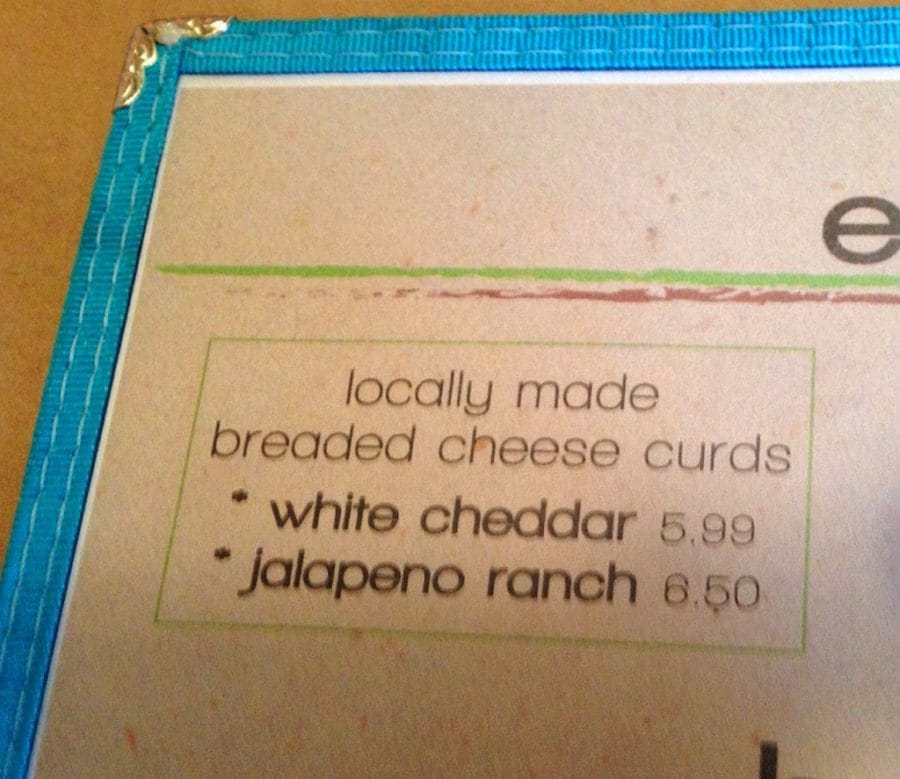 e
locally made
breaded cheese curds
* white cheddar 5.99
* jalapeno ranch 6.50